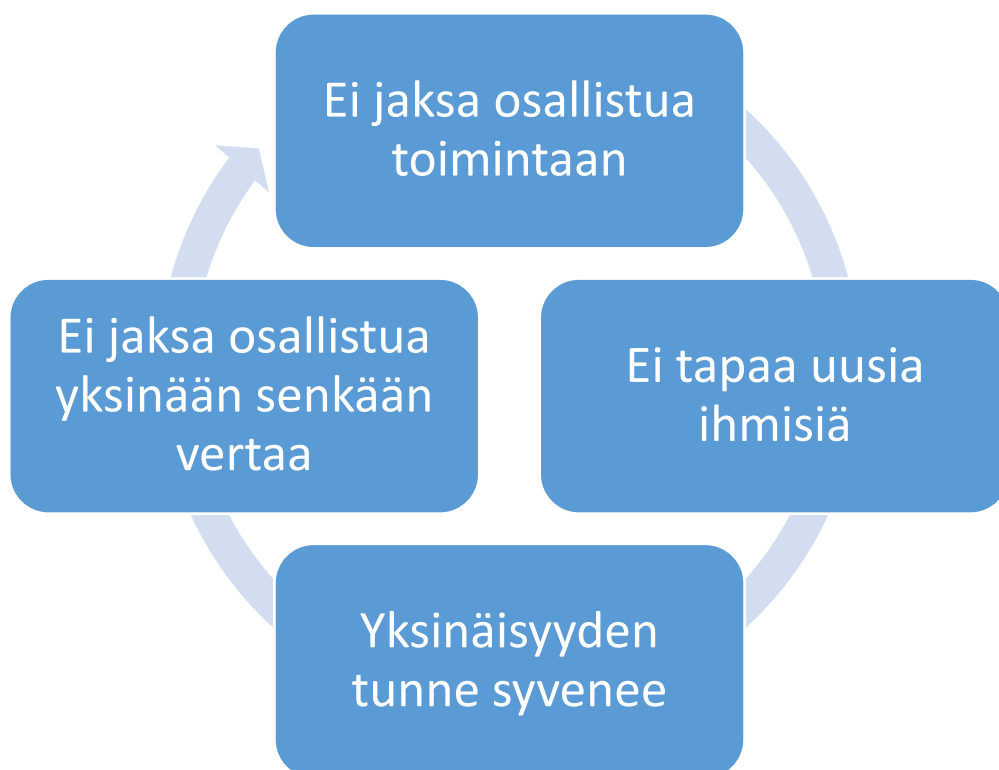 Ei jaksa osallistua
toimintaan
Ei tapaa uusia
ihmisiä
Yksinäisyyden
tunne syvenee
Ei jaksa osallistua
yksinään senkään
vertaa